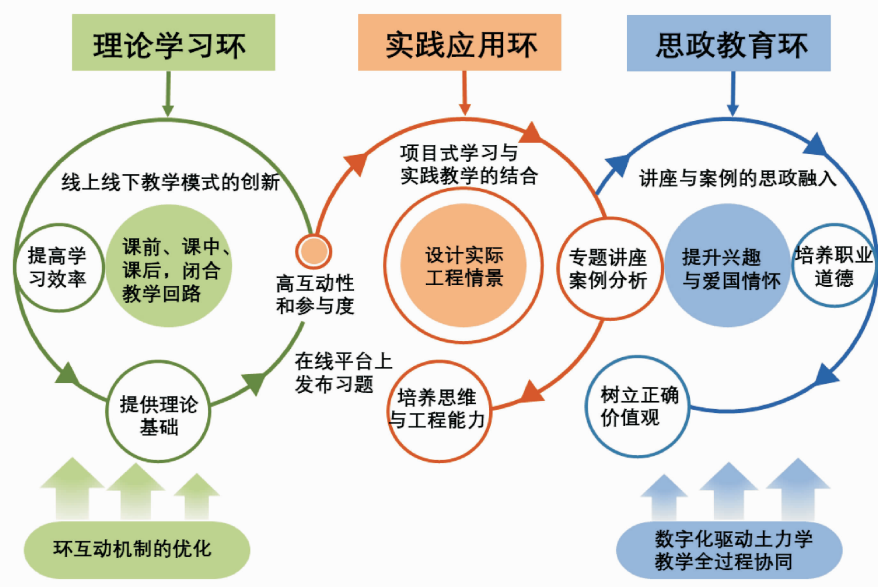 理论学习环
实践应用环
思政教育环
线上线下教学模式的创新
提高学
习效率
课前、课中、
课后，闭合
教学回路
提供理论
基础
高互动性
和参与度
在线平台上
发布习题
项目式学习与
实践教学的结合
设计实际
工程情景
专题讲座
案例分析
培养思维
与工程能力
讲座与案例的思政融入
提升兴趣
与爱国情怀
培养职业
道德
树立正确
价值观
环互动机制的优化
数字化驱动土力学
教学全过程协同